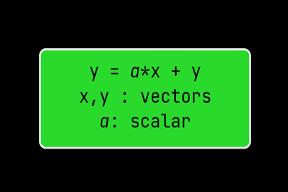 y = a*x + y
x,y : vectors
a: scalar